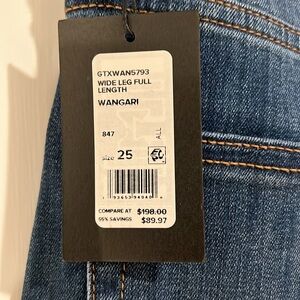 GTXWAN5793
WIDE LEG FULL
LENGTH
WANGARI
847
ALL
size 25
COMPARE AT $198.00
55% SAVINGS $89.97